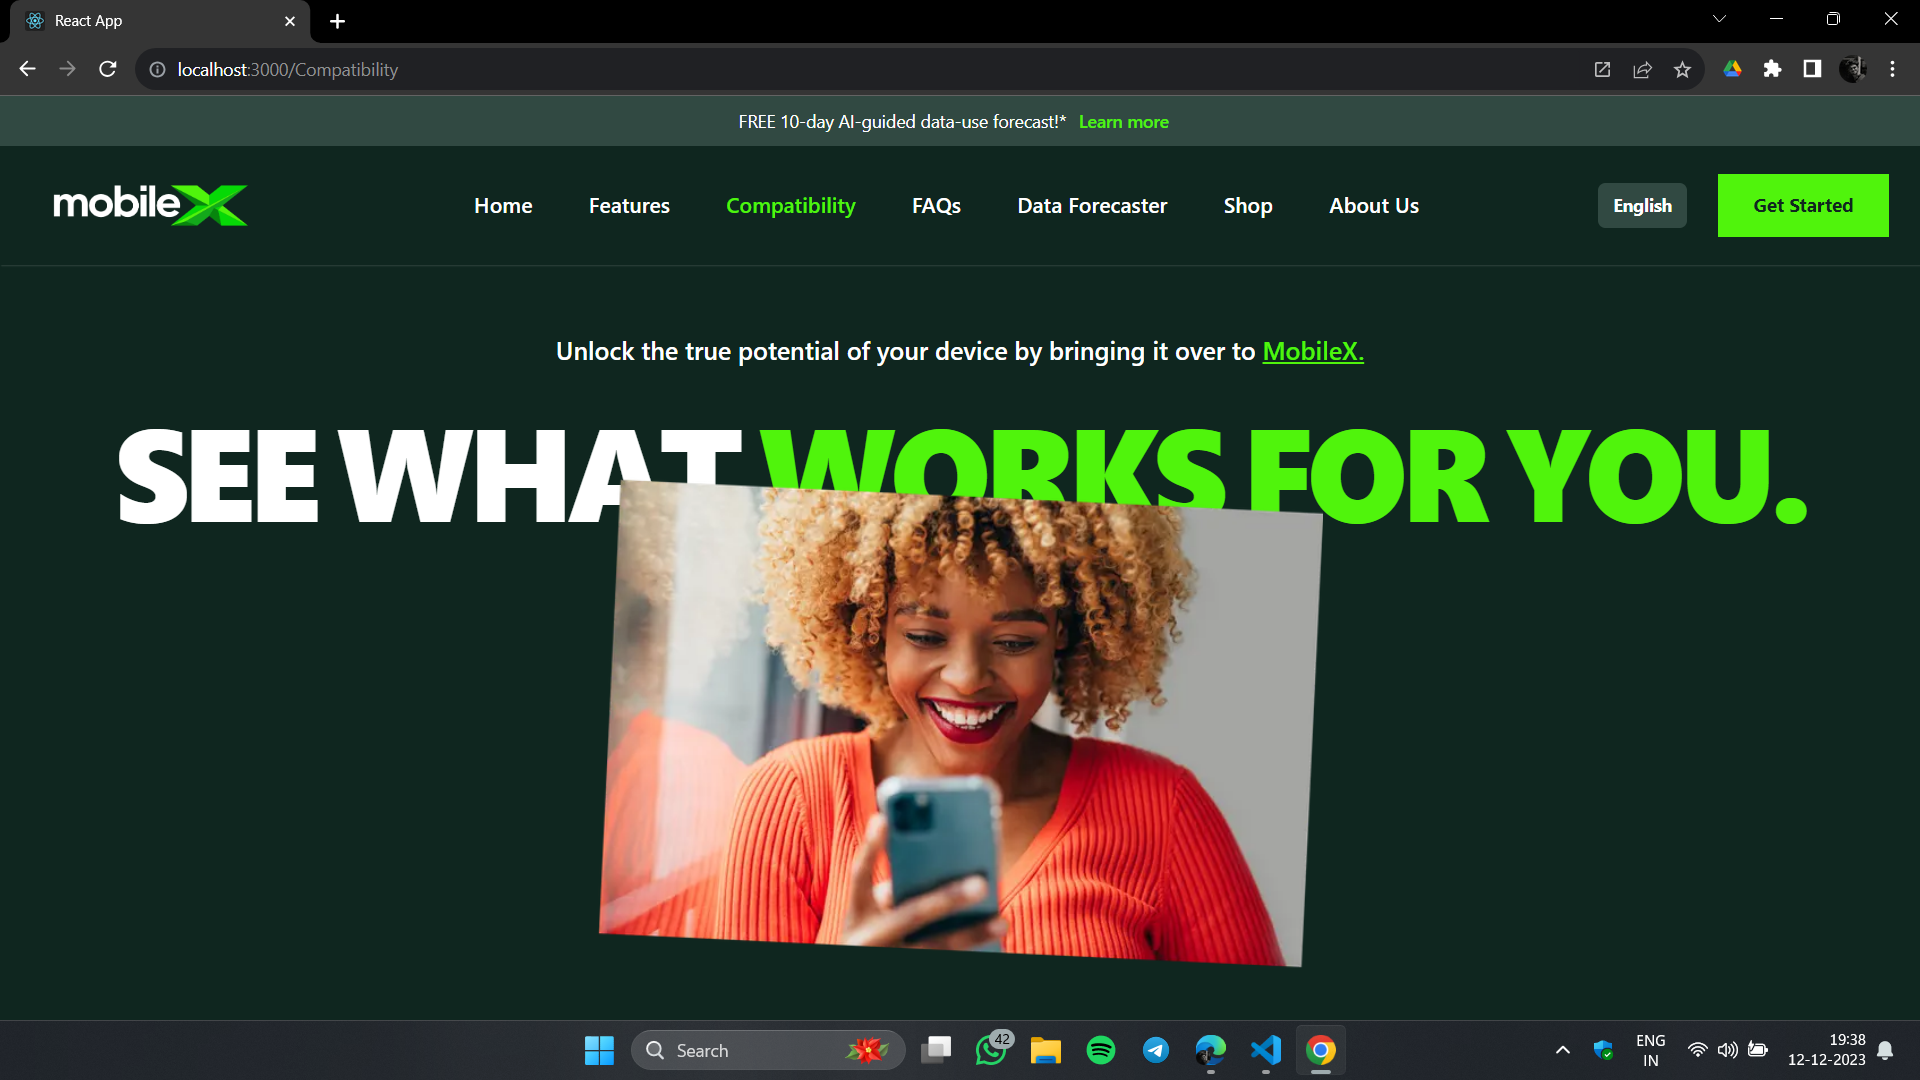 React App
localhost:3000/Compatibility
FREE 10-day AI-guided data-use forecast!* Learn more
mobileX
Home Features Compatibility FAQs Data Forecaster Shop About Us English Get Started
Unlock the true potential of your device by bringing it over to MobileX.
SEE WHAT WORKS FOR YOU.
Search
42
ENG
IN
19:38
12-12-2023